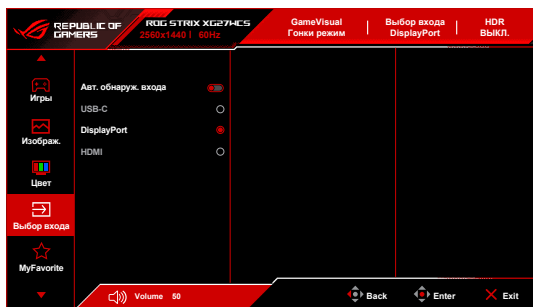 REPUBLIC OF
GAMERS
ROG STRIX XG27WCS
2560x1440 | 60Hz
GameVisual
Гонки режим
Выбор входа
DisplayPort
HDR
ВЫКЛ.
Игры
Изображ.
Цвет
Выбор входа
MyFavorite
Авт. обнаруж. входа
USB-C
DisplayPort
HDMI
Volume 50
Back
Enter
Exit